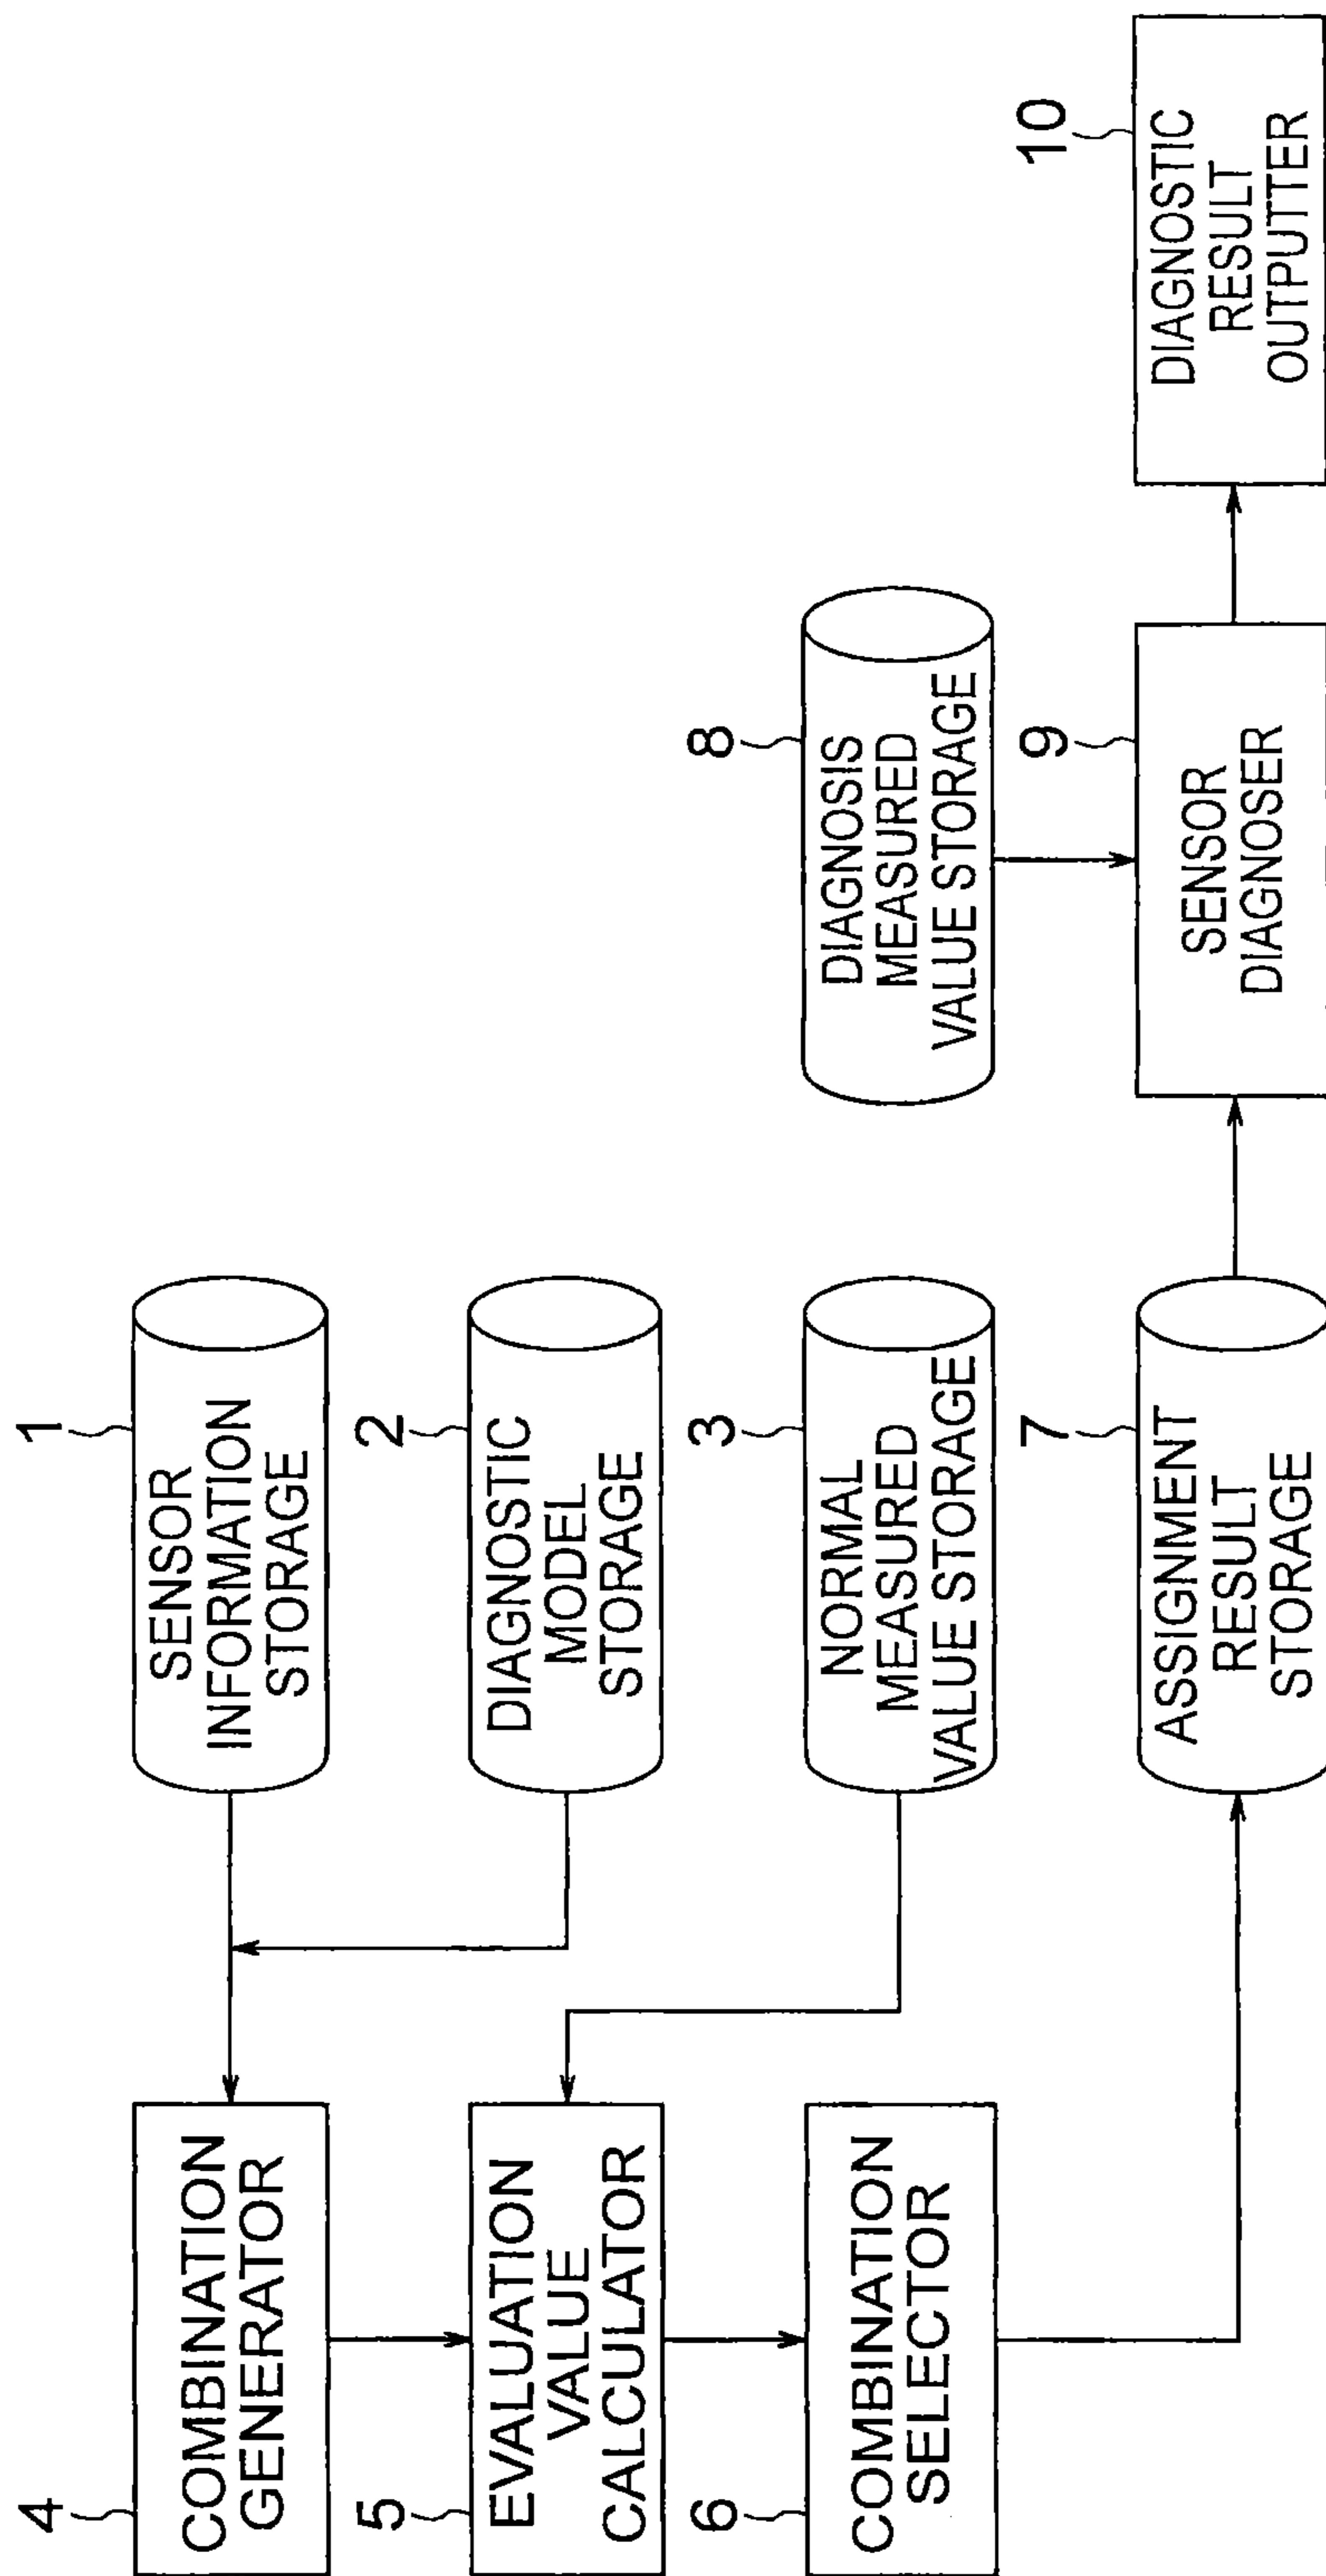 1
SENSOR
INFORMATION
STORAGE
2
DIAGNOSTIC
MODEL
STORAGE
3
NORMAL
MEASURED
VALUE STORAGE
4
COMBINATION
GENERATOR
5
EVALUATION
VALUE
CALCULATOR
6
COMBINATION
SELECTOR
7
ASSIGNMENT
RESULT
STORAGE
8
DIAGNOSIS
MEASURED
VALUE STORAGE
9
SENSOR
DIAGNOSER
10
DIAGNOSTIC
RESULT
OUTPUTTER